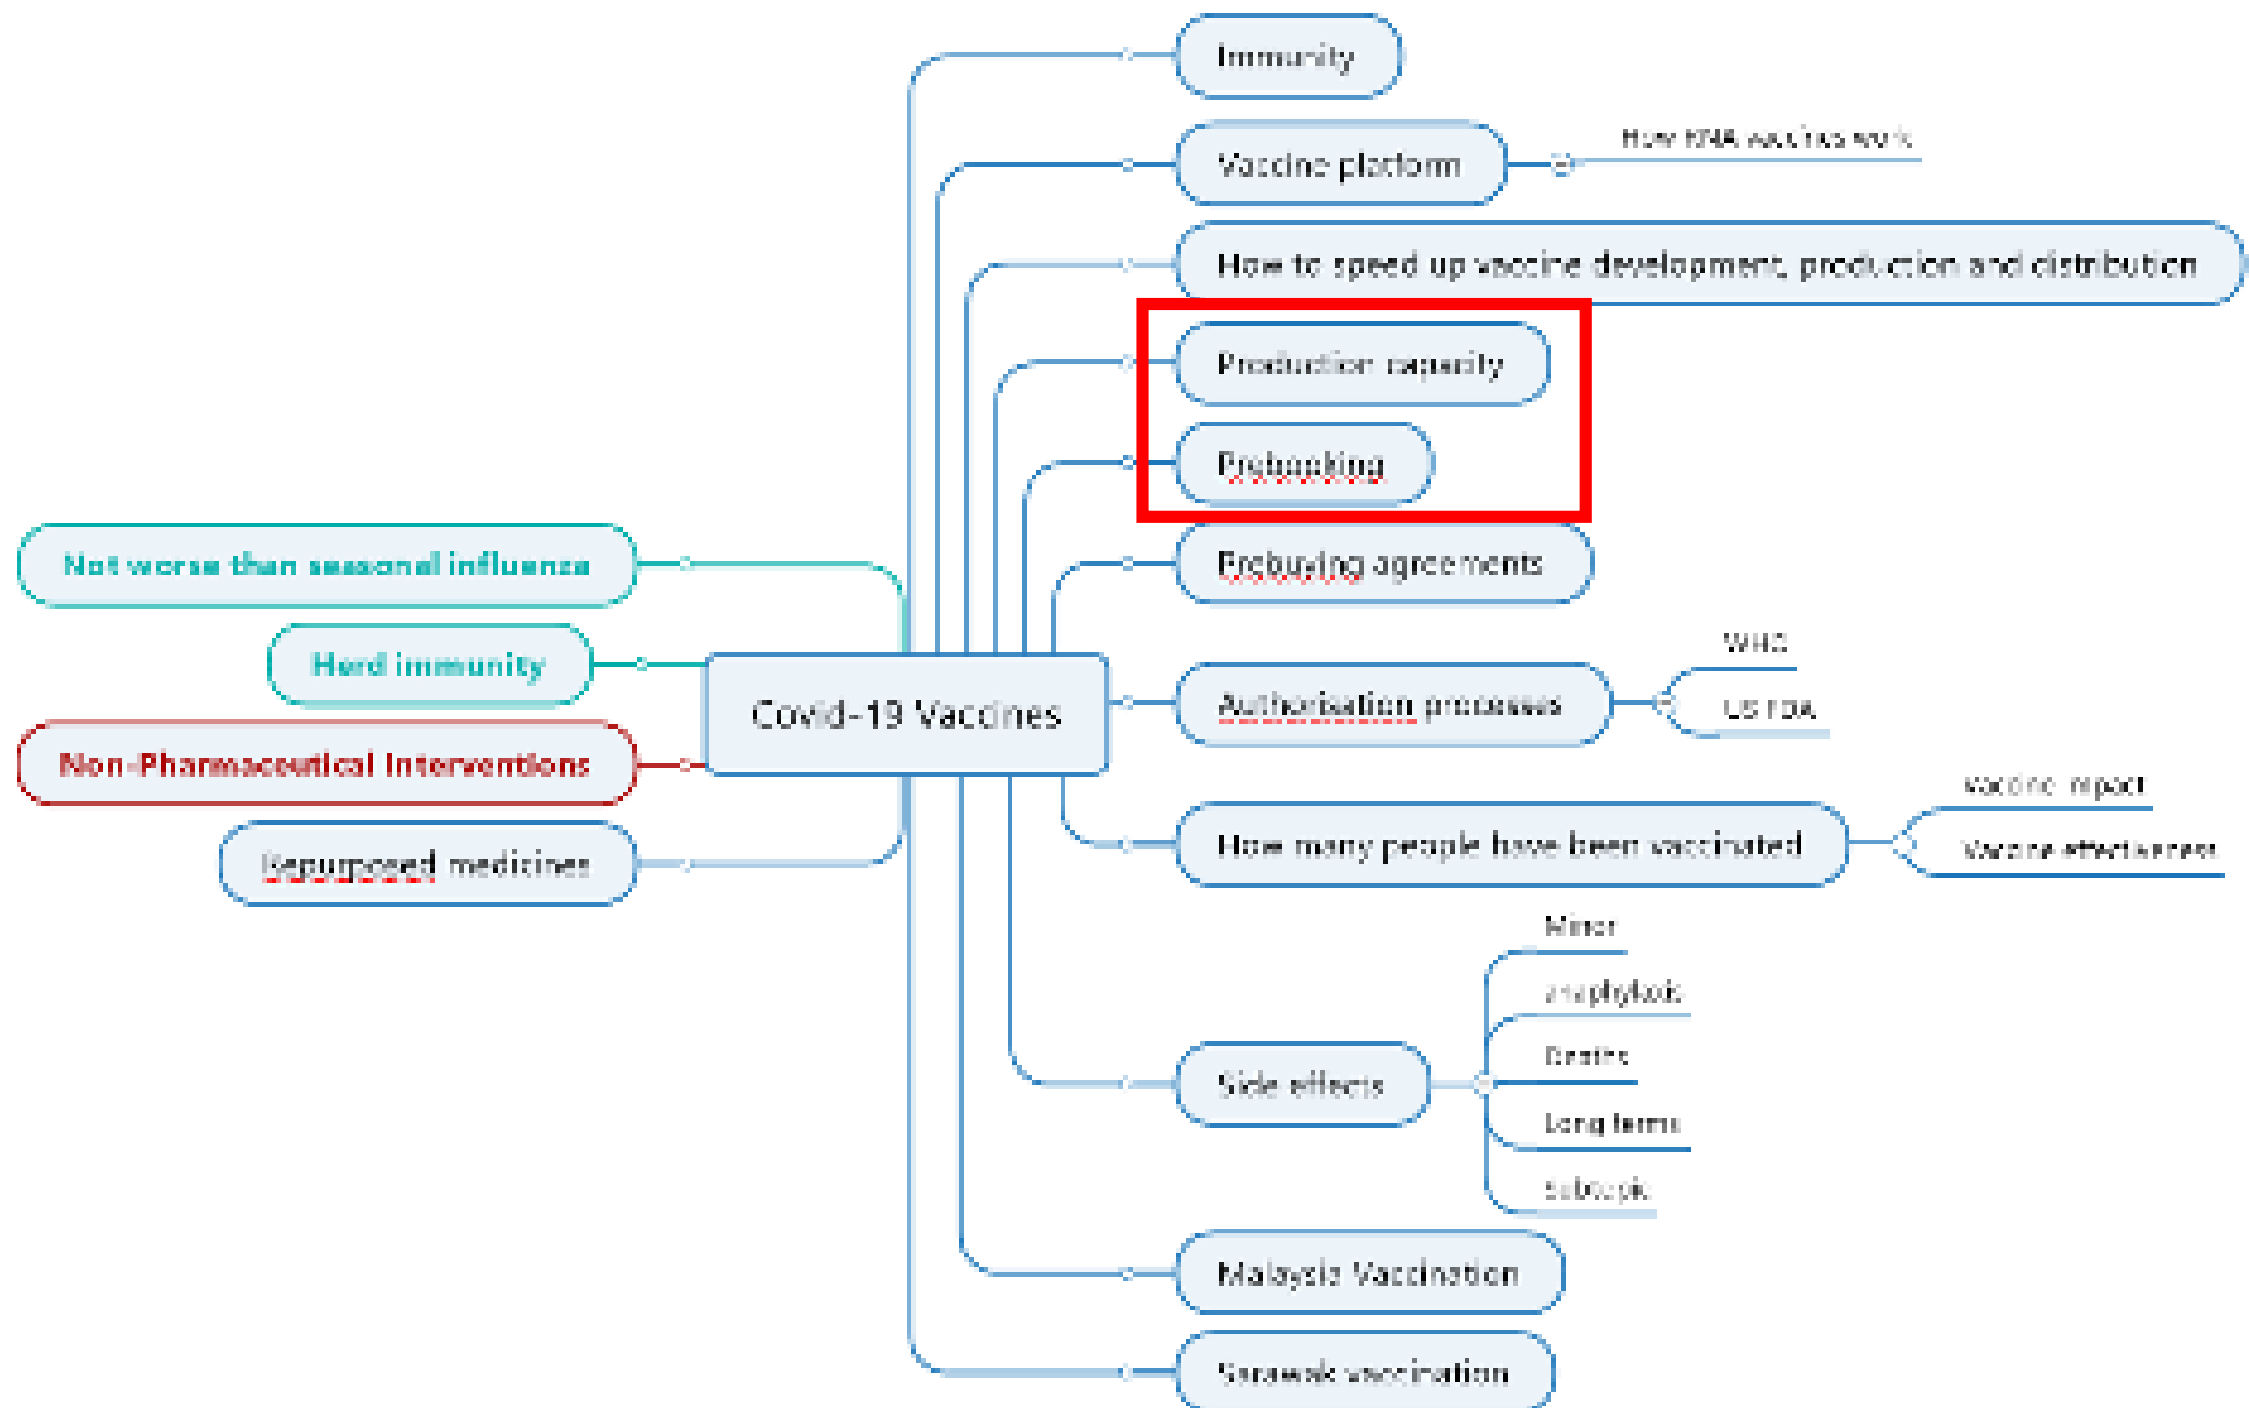 Immunity
Vaccine platform
How RNA vaccines work
How to speed up vaccine development, production and distribution
Production capacity
Prebooking
Prebuying agreements
Not worse than seasonal influenza
Herd immunity
Non-Pharmaceutical Interventions
Repurposed medicines
Covid-19 Vaccines
Authorisation processes
WHO
US FDA
How many people have been vaccinated
Vaccine impact
Vaccine effectiveness
Side effects
Minor
anaphylaxis
Deaths
Long terms
Subtopic
Malaysia Vaccination
Sarawak vaccination